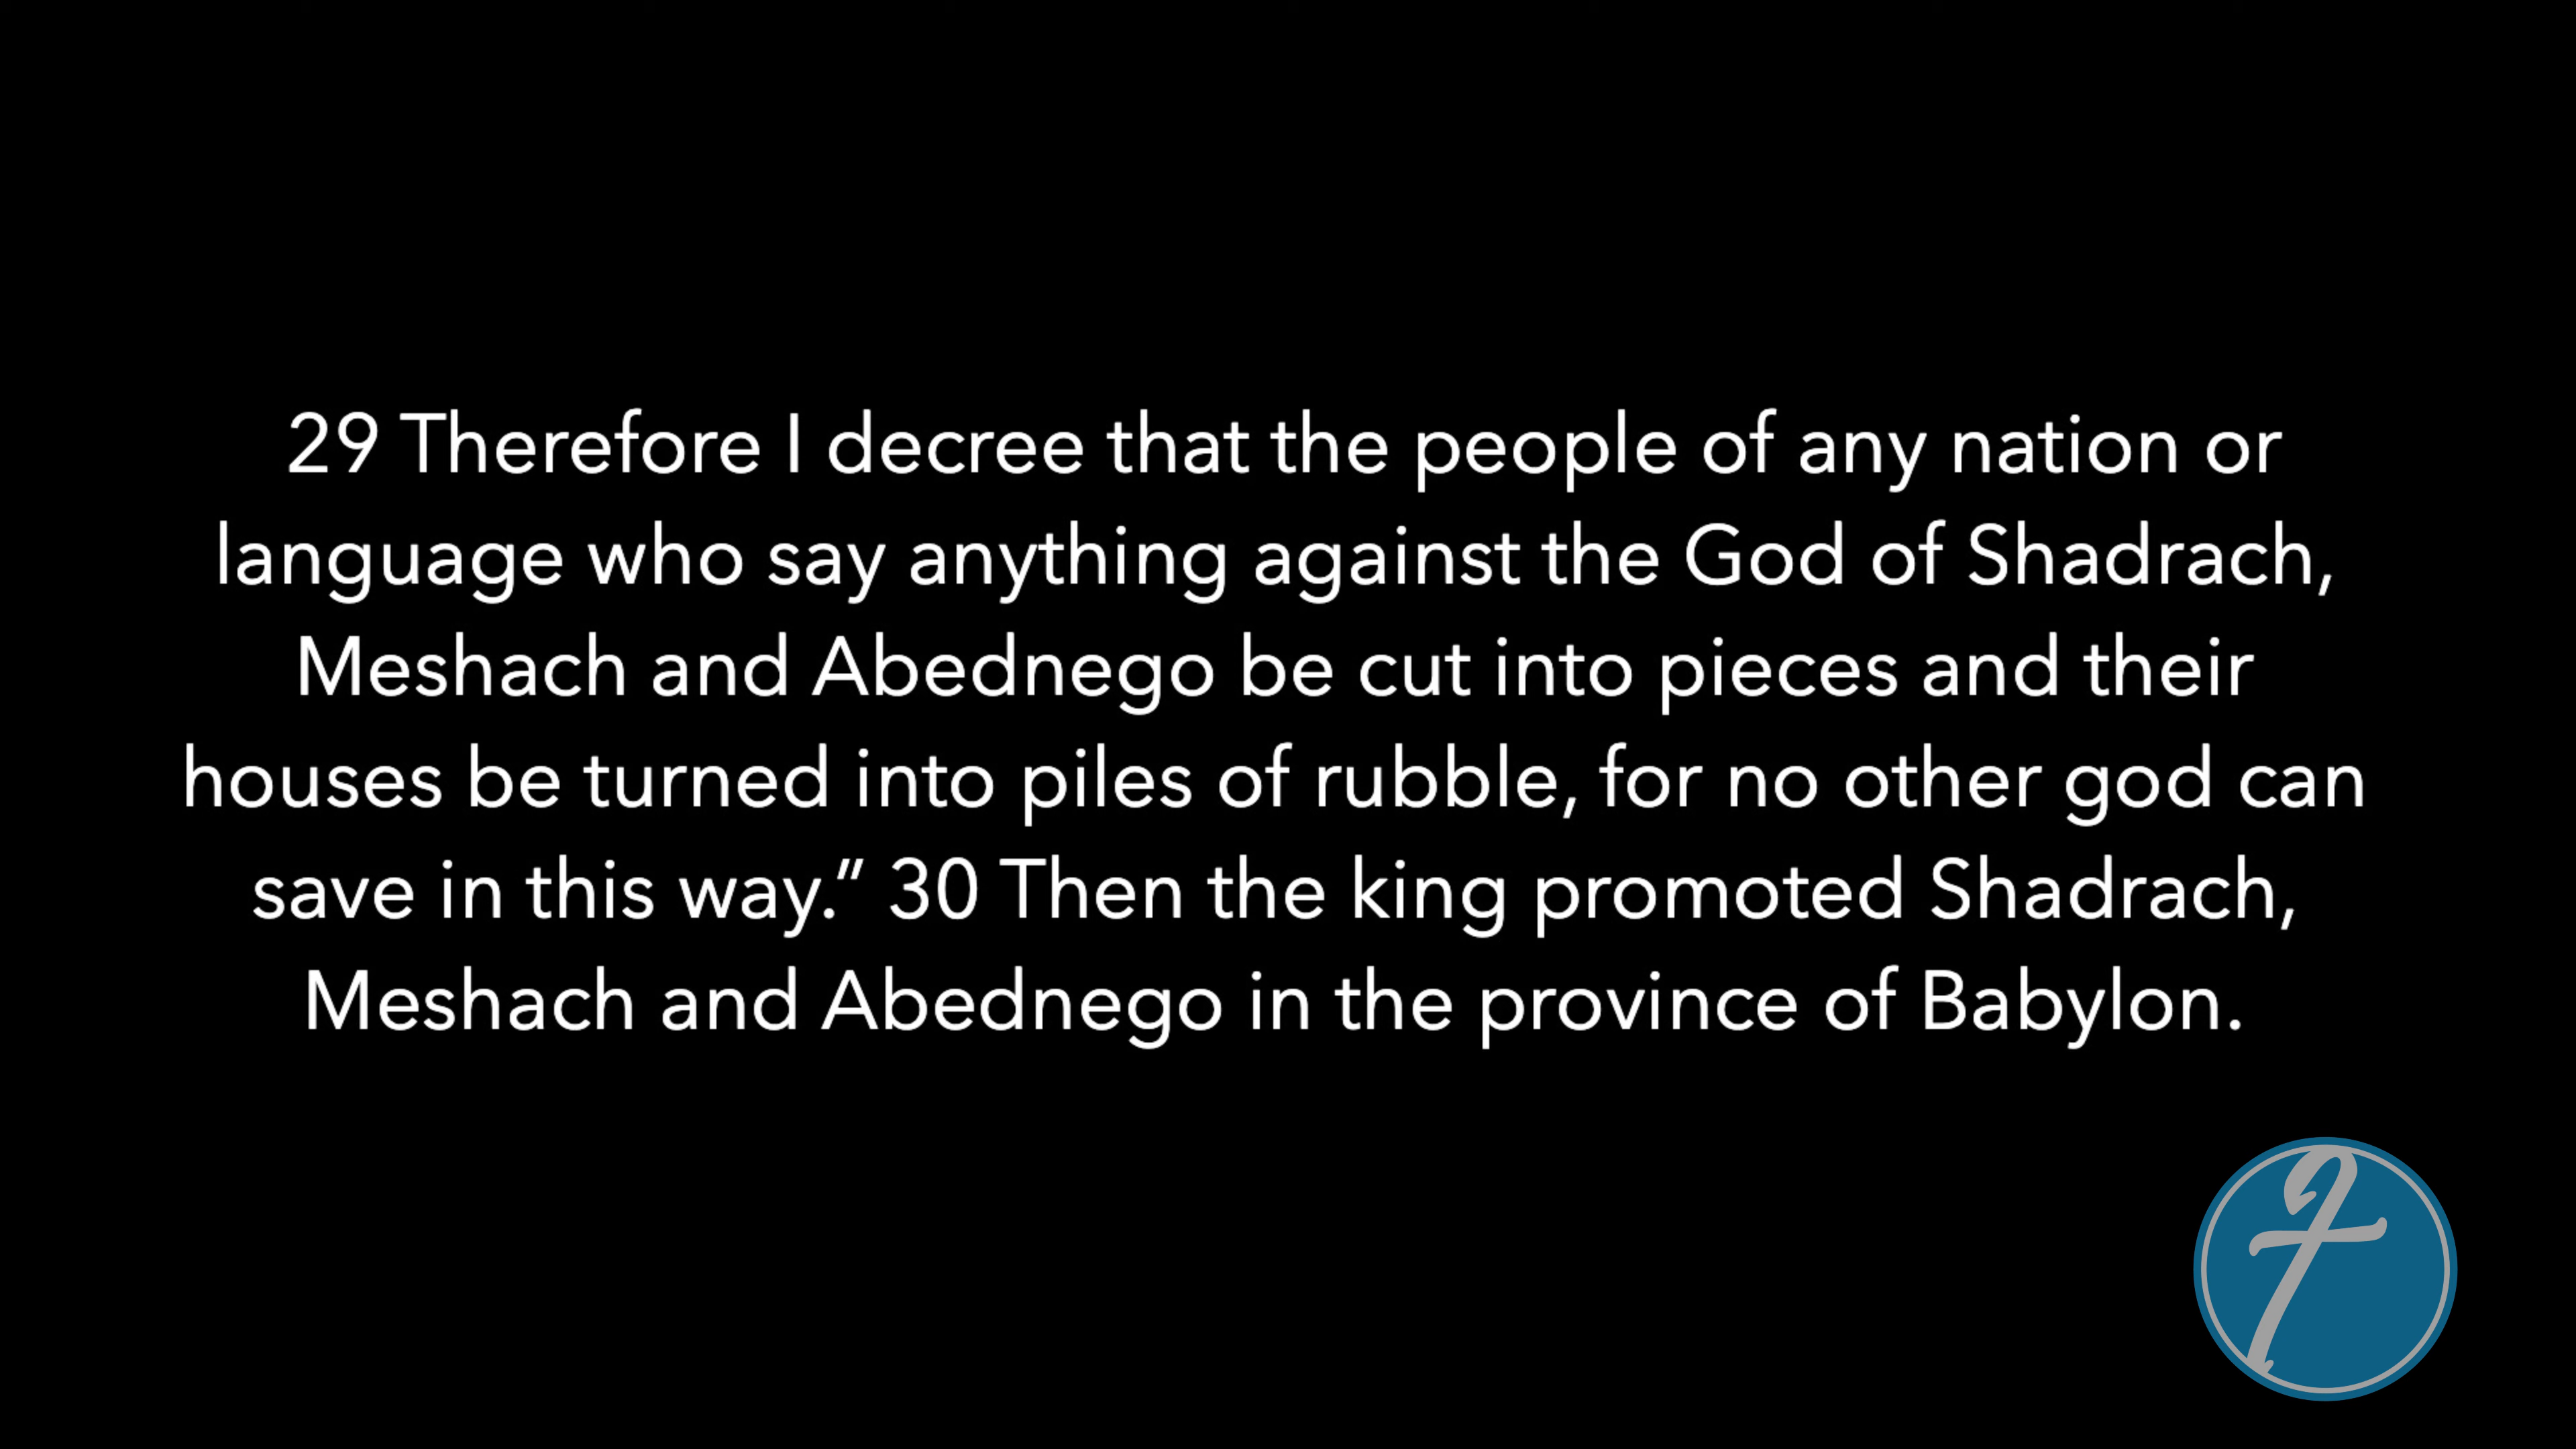 29 Therefore I decree that the people of any nation or
language who say anything against the God of Shadrach,
Meshach and Abednego be cut into pieces and their
houses be turned into piles of rubble, for no other god can
save in this way.” 30 Then the king promoted Shadrach,
Meshach and Abednego in the province of Babylon.